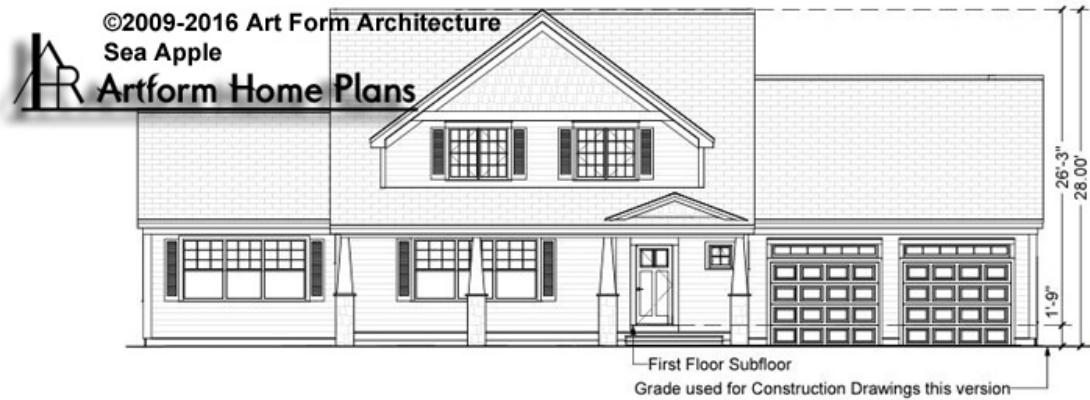 ©2009-2016 Art Form Architecture
Sea Apple
Artform Home Plans
26'-3"
28.00'
1'-9"
First Floor Subfloor
Grade used for Construction Drawings this version